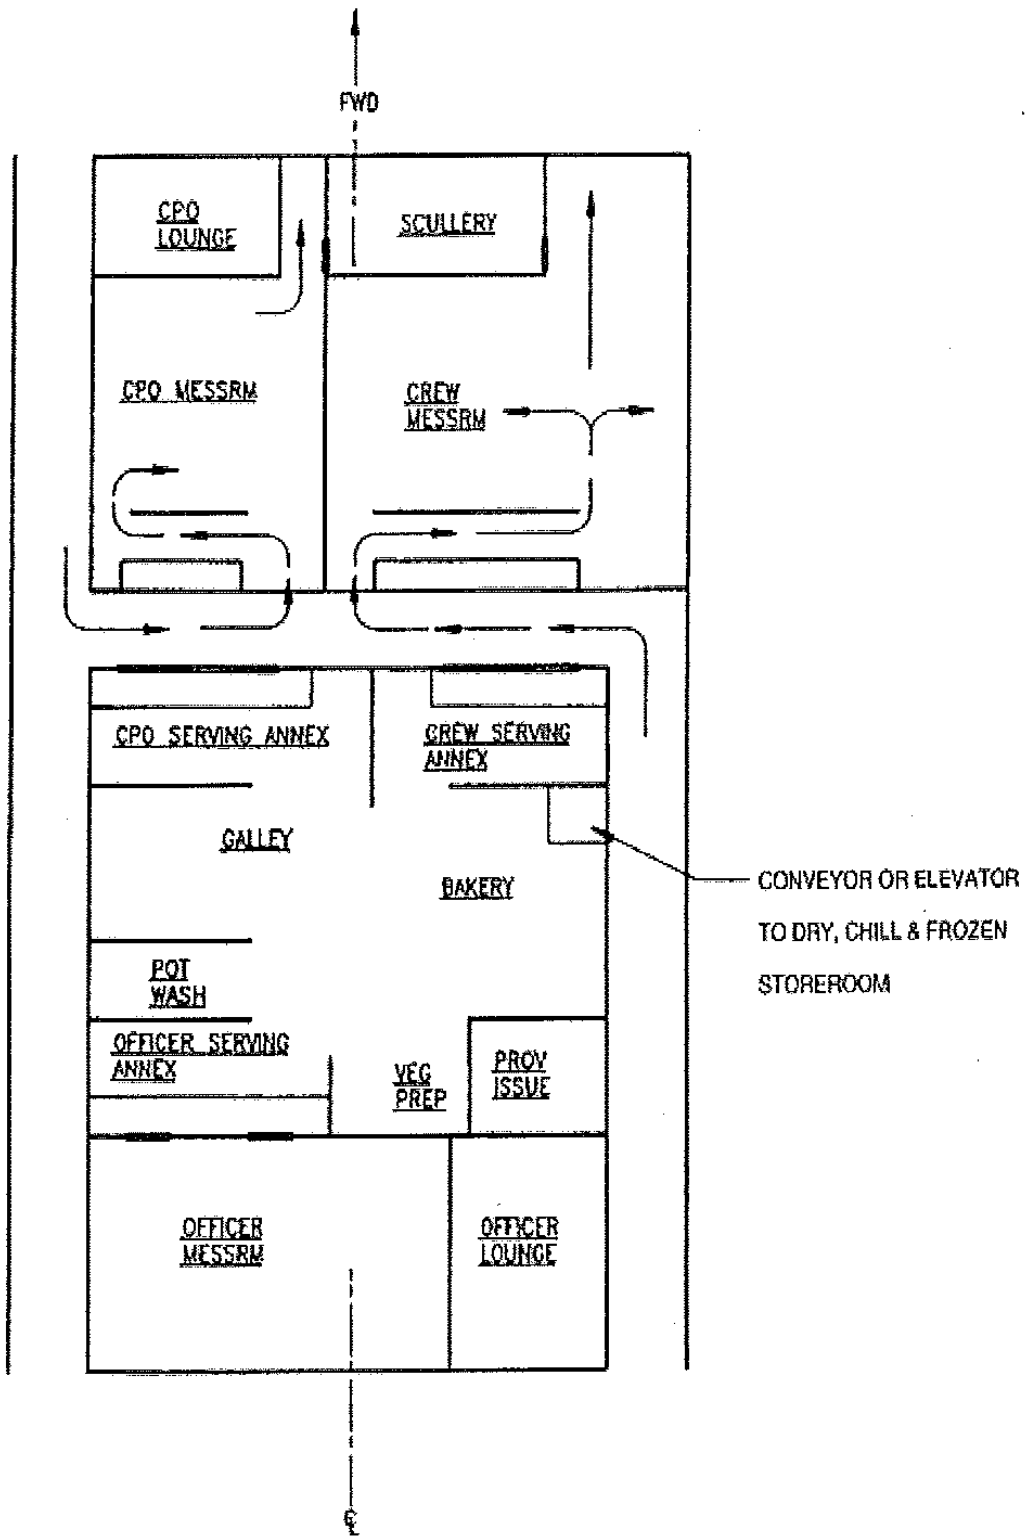 FWD
CPO
LOUNGE
SCULLERY
CPO MESSRM
CREW
MESSRM
CPO SERVING ANNEX
CREW SERVING
ANNEX
GALLEY
BAKERY
CONVEYOR OR ELEVATOR
TO DRY, CHILL & FROZEN
STOREROOM
POT
WASH
OFFICER SERVING
ANNEX
VEG
PREP
PROV
ISSUE
OFFICER
MESSRM
OFFICER
LOUNGE
℄